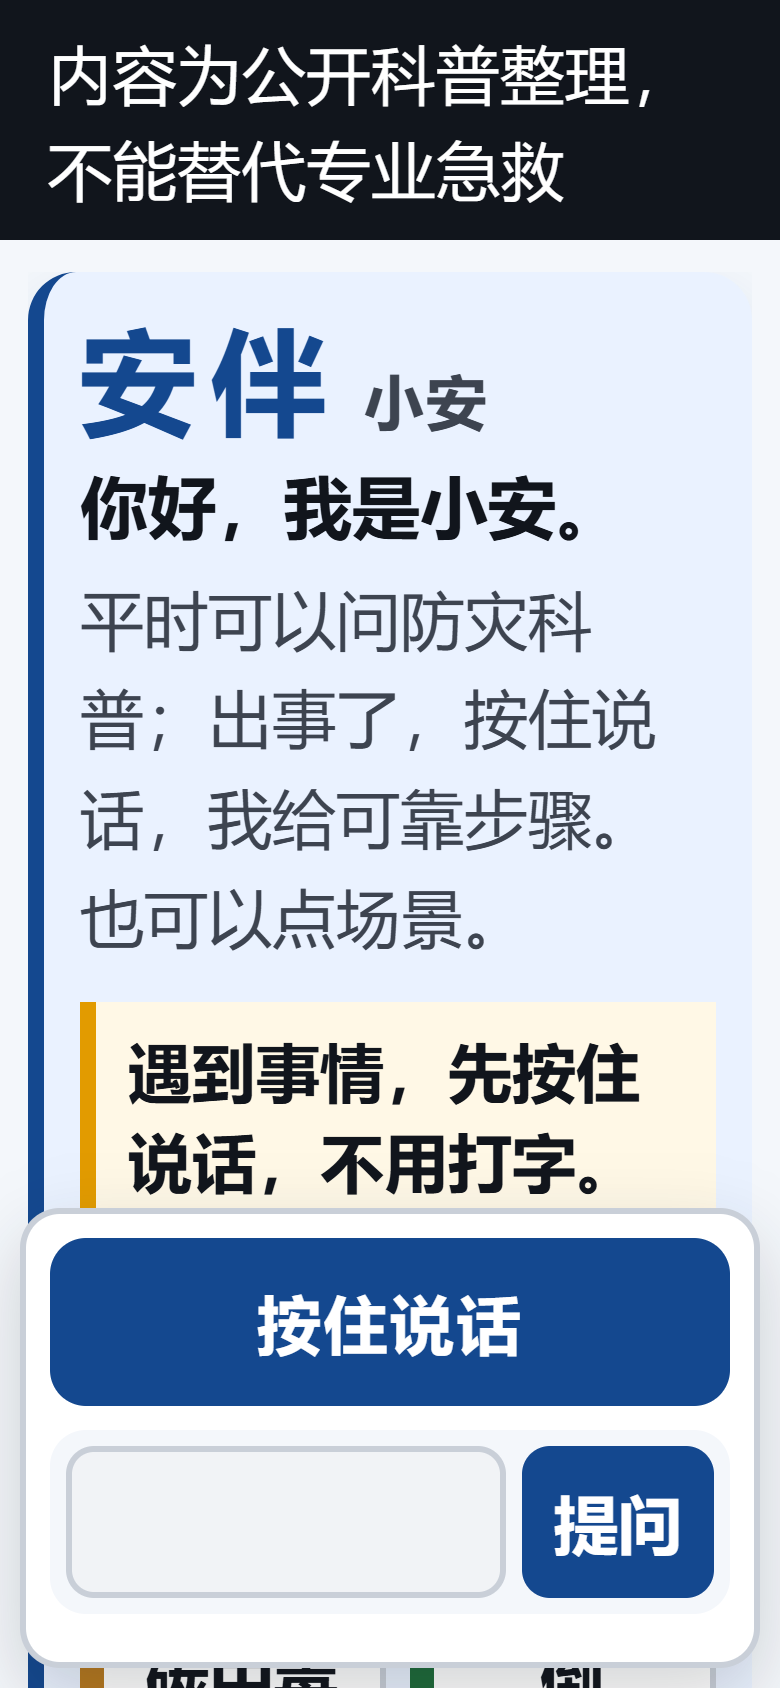 内容为公开科普整理，
不能替代专业急救
安伴 小安
你好，我是小安。
平时可以问防灾科
普；出事了，按住说
话，我给可靠步骤。
也可以点场景。
遇到事情，先按住
说话，不用打字。
按住说话
提问